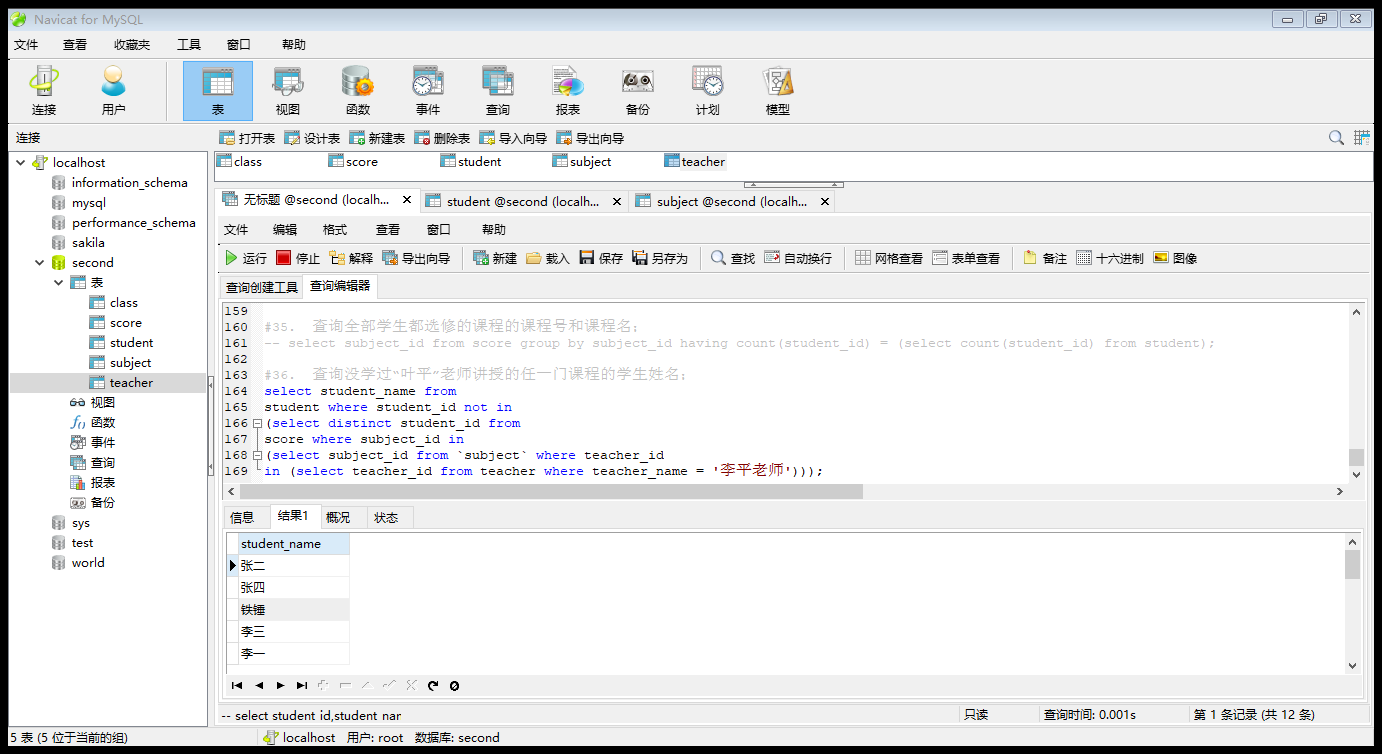 Navicat for MySQL
文件 查看 收藏夹 工具 窗口 帮助
连接 用户 表 视图 函数 事件 查询 报表 备份 计划 模型
连接 打开表 设计表 新建表 删除表 导入向导 导出向导
class score student subject teacher
localhost
information_schema
mysql
performance_schema
sakila
second
表
class
score
student
subject
teacher
视图
函数
事件
查询
报表
备份
sys
test
world
无标题 @second (localh... student @second (localh... subject @second (localh...
文件 编辑 格式 查看 窗口 帮助
运行 停止 解释 导出向导 新建 载入 保存 另存为 查找 自动换行 网格查看 表单查看 备注 十六进制 图像
查询创建工具 查询编辑器
159
160 #35. 查询全部学生都选修的课程的课程号和课程名;
161 -- select subject_id from score group by subject_id having count(student_id) = (select count(student_id) from student);
162
163 #36. 查询没学过“叶平”老师讲授的任一门课程的学生姓名;
164 select student_name from
165 student where student_id not in
166 (select distinct student_id from
167 score where subject_id in
168 (select subject_id from `subject` where teacher_id
169 in (select teacher_id from teacher where teacher_name = '李平老师')));
信息 结果1 概况 状态
student_name
张二
张四
铁锤
李三
李一
-- select student id,student nar 只读 查询时间: 0.001s 第 1 条记录 (共 12 条)
5 表 (5 位于当前的组) localhost 用户: root 数据库: second